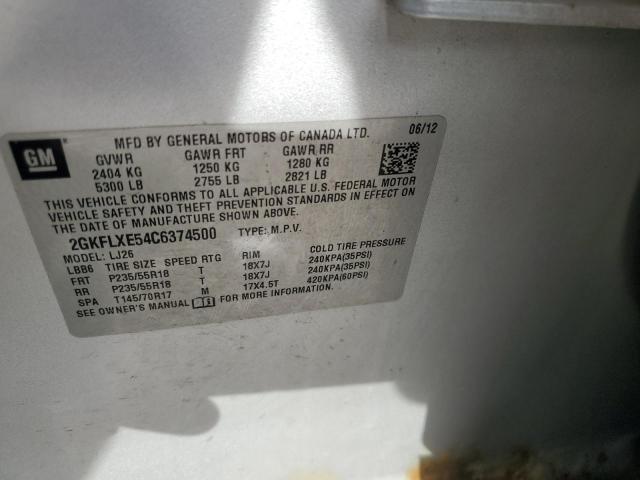 GM
MFD BY GENERAL MOTORS OF CANADA LTD. 06/12
GVWR GAWR FRT GAWR RR
2404 KG 1250 KG 1280 KG
5300 LB 2755 LB 2821 LB
THIS VEHICLE CONFORMS TO ALL APPLICABLE U.S. FEDERAL MOTOR
VEHICLE SAFETY AND THEFT PREVENTION STANDARDS IN EFFECT ON
THE DATE OF MANUFACTURE SHOWN ABOVE.
2GKFLXE54C6374500 TYPE: M.P.V.
MODEL: LJ26
LBB6 TIRE SIZE SPEED RTG RIM COLD TIRE PRESSURE
FRT P235/55R18 T 18X7J 240KPA(35PSI)
RR P235/55R18 T 18X7J 240KPA(35PSI)
SPA T145/70R17 M 17X4.5T 420KPA(60PSI)
SEE OWNER'S MANUAL FOR MORE INFORMATION.